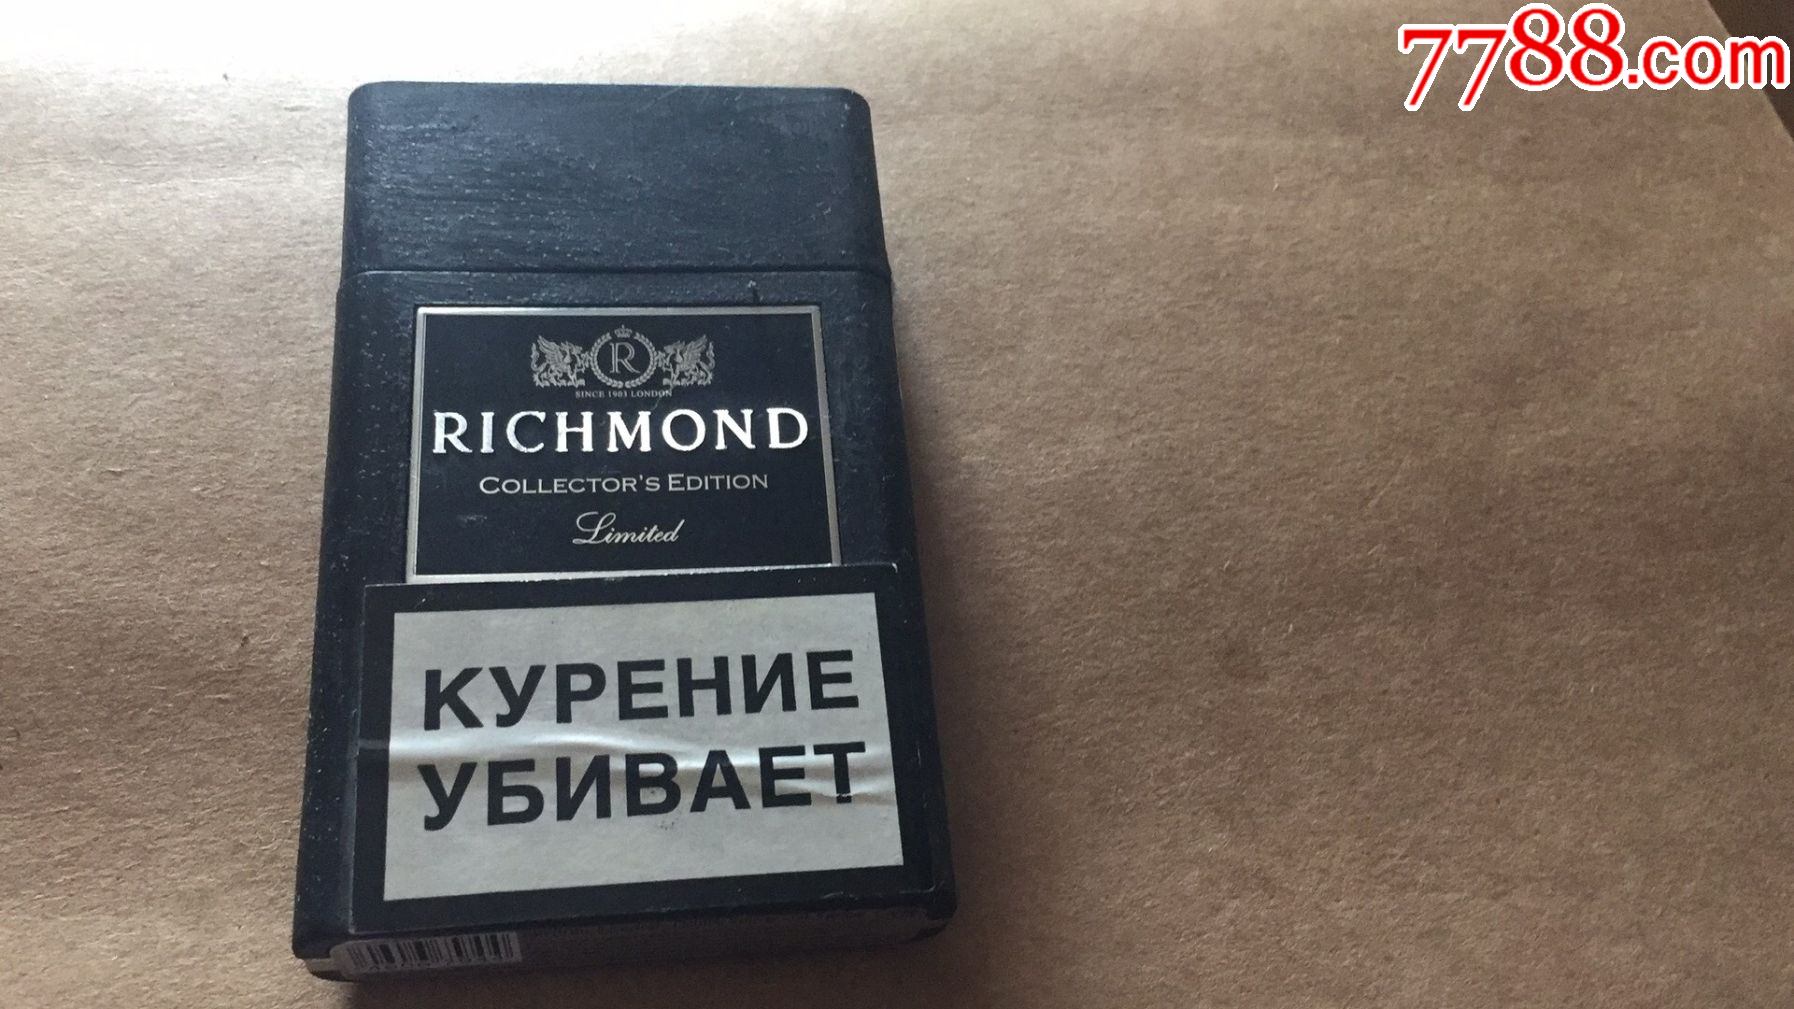 7788.com
R
SINCE 1903 LONDON
RICHMOND
COLLECTOR'S EDITION
Limited
КУРЕНИЕ
УБИВАЕТ